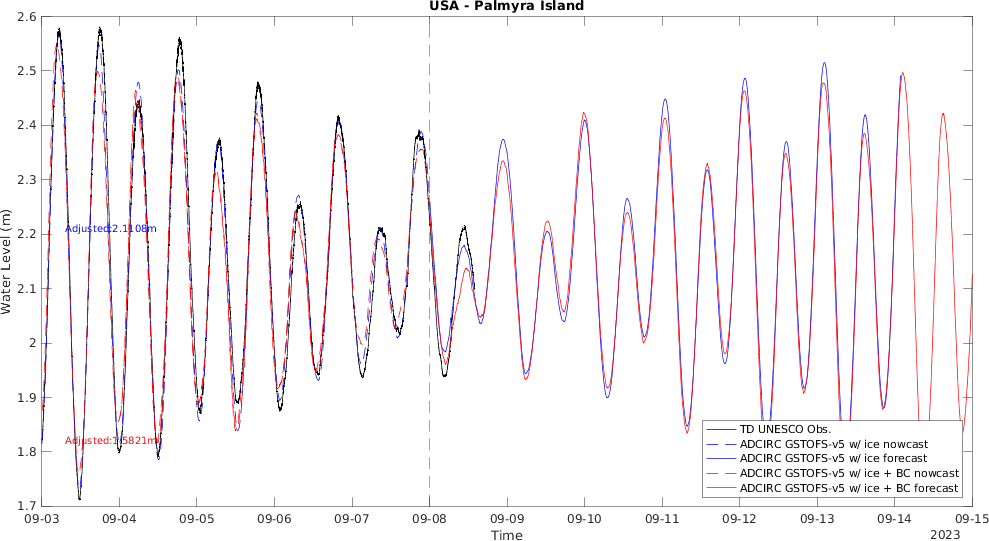 USA - Palmyra Island
2.6
2.5
2.4
2.3
2.2
2.1
2
1.9
1.8
1.7
Water Level (m)
Adjusted:2.1108m
Adjusted:1.5821m
TD UNESCO Obs.
ADCIRC GSTOFS-v5 w/ ice nowcast
ADCIRC GSTOFS-v5 w/ ice forecast
ADCIRC GSTOFS-v5 w/ ice + BC nowcast
ADCIRC GSTOFS-v5 w/ ice + BC forecast
09-03 09-04 09-05 09-06 09-07 09-08 09-09 09-10 09-11 09-12 09-13 09-14 09-15
Time
2023